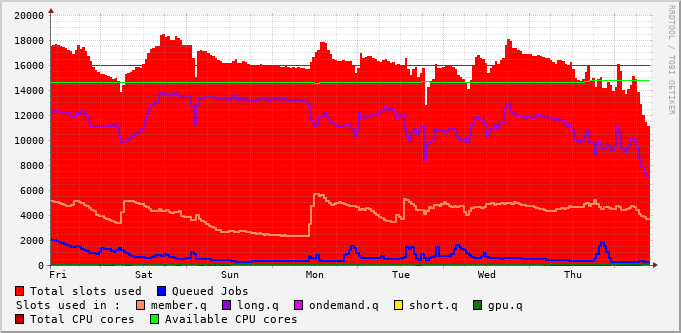 20000
18000
16000
14000
12000
10000
8000
6000
4000
2000
0
Fri Sat Sun Mon Tue Wed Thu
RRDTOOL / TOBI OETIKER
Total slots used Queued Jobs
Slots used in : member.q long.q ondemand.q short.q gpu.q
Total CPU cores Available CPU cores